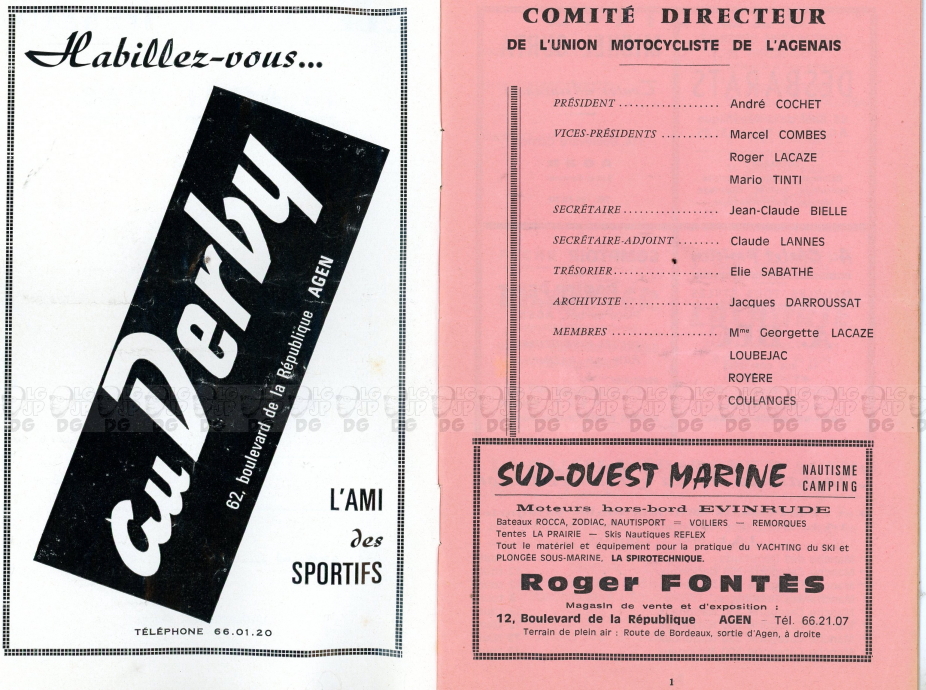 Habillez-vous...
au Derby
62, boulevard de la République AGEN
L'AMI
des
SPORTIFS
TÉLÉPHONE 66.01.20
COMITÉ DIRECTEUR
DE L'UNION MOTOCYCLISTE DE L'AGENAIS
PRÉSIDENT .................. André COCHET
VICES-PRÉSIDENTS .......... Marcel COMBES
Roger LACAZE
Mario TINTI
SECRÉTAIRE ................. Jean-Claude BIELLE
SECRÉTAIRE-ADJOINT ....... Claude LANNES
TRÉSORIER................... Elie SABATHÉ
ARCHIVISTE ................. Jacques DARROUSSAT
MEMBRES ................... Mme Georgette LACAZE
LOUBEJAC
ROYÈRE
COULANGES
SUD-OUEST MARINE NAUTISME
CAMPING
Moteurs hors-bord EVINRUDE
Bateaux ROCCA, ZODIAC, NAUTISPORT = VOILIERS — REMORQUES
Tentes LA PRAIRIE — Skis Nautiques REFLEX
Tout le matériel et équipement pour la pratique du YACHTING du SKI et
PLONGÉE SOUS-MARINE. LA SPIROTECHNIQUE.
Roger FONTÈS
Magasin de vente et d'exposition :
12, Boulevard de la République AGEN - Tél. 66.21.07
Terrain de plein air : Route de Bordeaux, sortie d'Agen, à droite
1